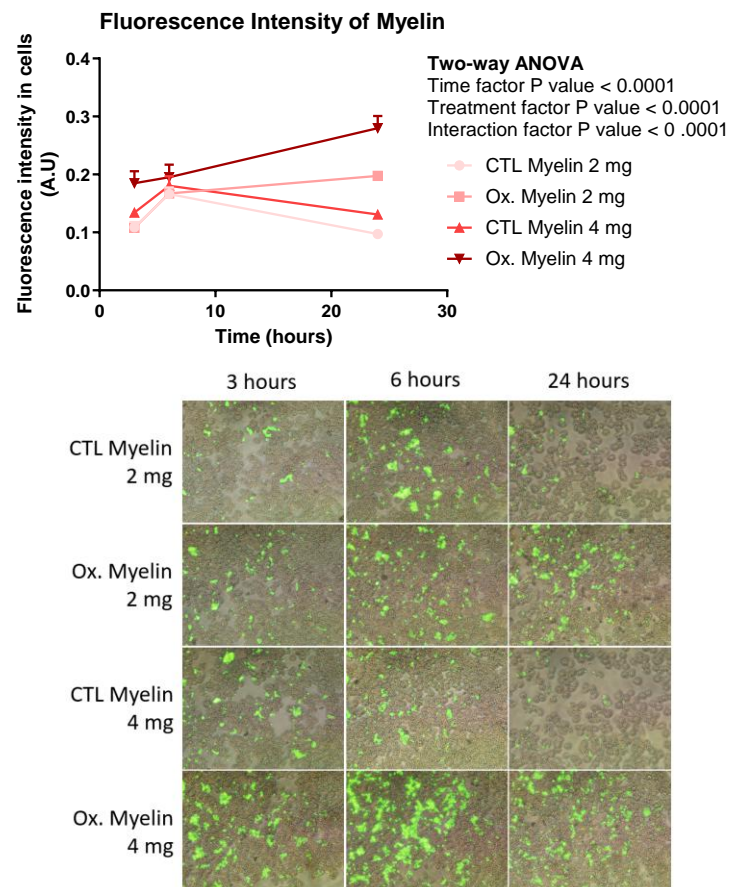 Fluorescence Intensity of Myelin
Fluorescence intensity in cells
(A.U)
0.4
0.3
0.2
0.1
0.0
0
10
20
30
Time (hours)
Two-way ANOVA
Time factor P value < 0.0001
Treatment factor P value < 0.0001
Interaction factor P value < 0 .0001
CTL Myelin 2 mg
Ox. Myelin 2 mg
CTL Myelin 4 mg
Ox. Myelin 4 mg
3 hours
6 hours
24 hours
CTL Myelin
2 mg
Ox. Myelin
2 mg
CTL Myelin
4 mg
Ox. Myelin
4 mg